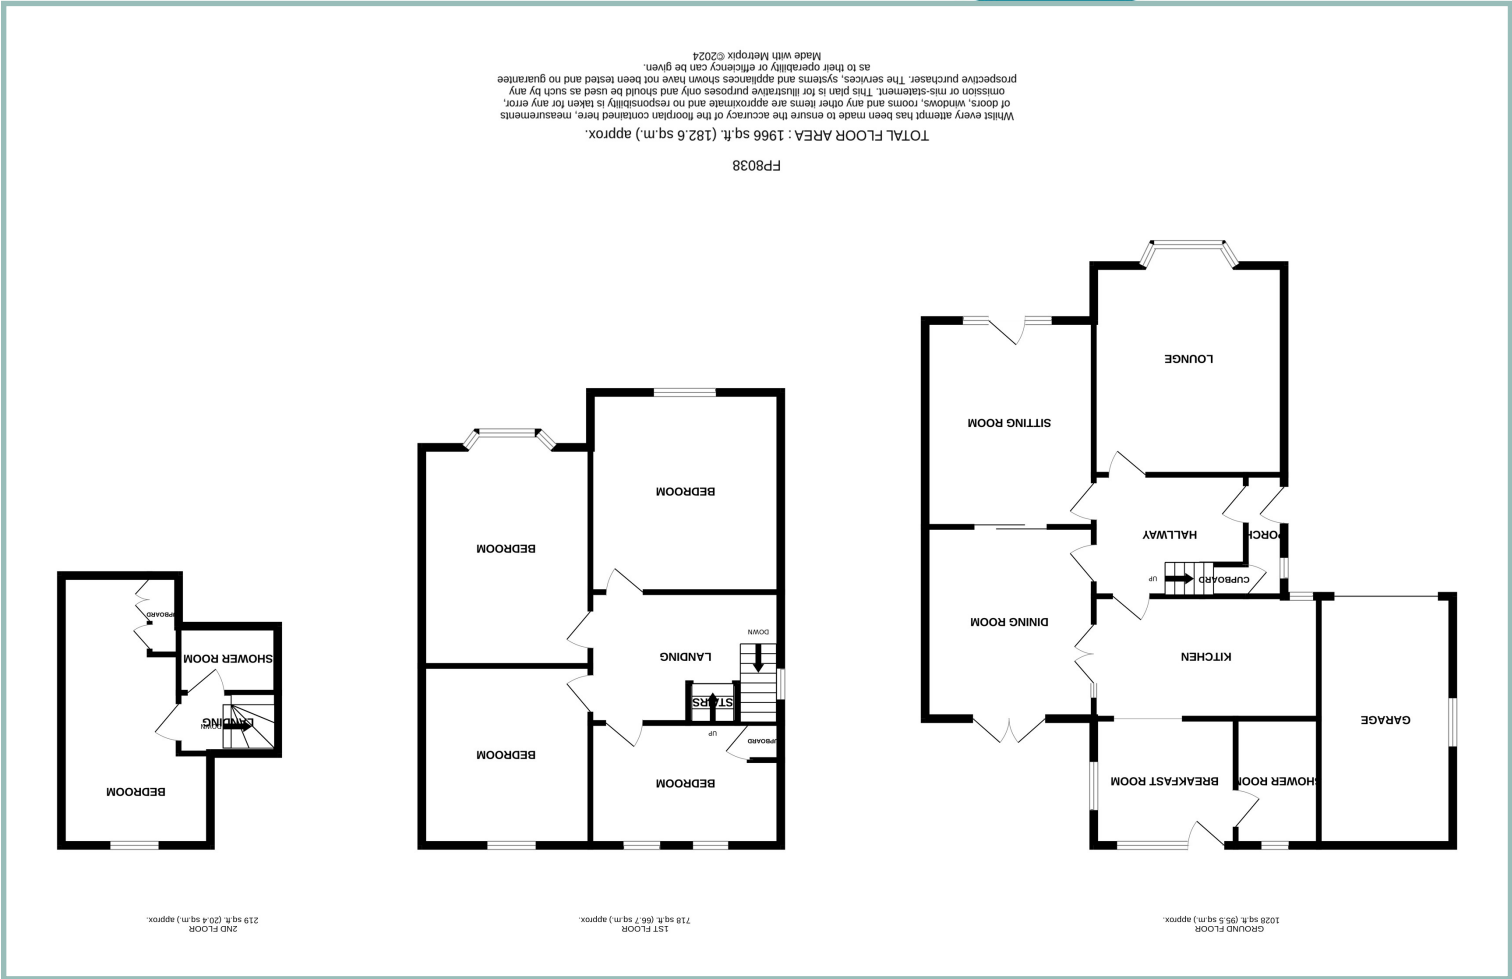 GROUND FLOOR
1028 sq.ft. (95.5 sq.m.) approx.
BREAKFAST ROOM
SHOWER ROOM
GARAGE
KITCHEN
DINING ROOM
UP
CUPBOARD
HALLWAY
PORCH
SITTING ROOM
LOUNGE
1ST FLOOR
718 sq.ft. (66.7 sq.m.) approx.
BEDROOM
BEDROOM
CUPBOARD
UP
STAIRS
LANDING
DOWN
BEDROOM
BEDROOM
2ND FLOOR
219 sq.ft. (20.4 sq.m.) approx.
BEDROOM
LANDING
DOWN
SHOWER ROOM
CUPBOARD
FP8038
TOTAL FLOOR AREA : 1966 sq.ft. (182.6 sq.m.) approx.
Whilst every attempt has been made to ensure the accuracy of the floorplan contained here, measurements
of doors, windows, rooms and any other items are approximate and no responsibility is taken for any error,
omission or mis-statement. This plan is for illustrative purposes only and should be used as such by any
prospective purchaser. The services, systems and appliances shown have not been tested and no guarantee
as to their operability or efficiency can be given.
Made with Metropix ©2024